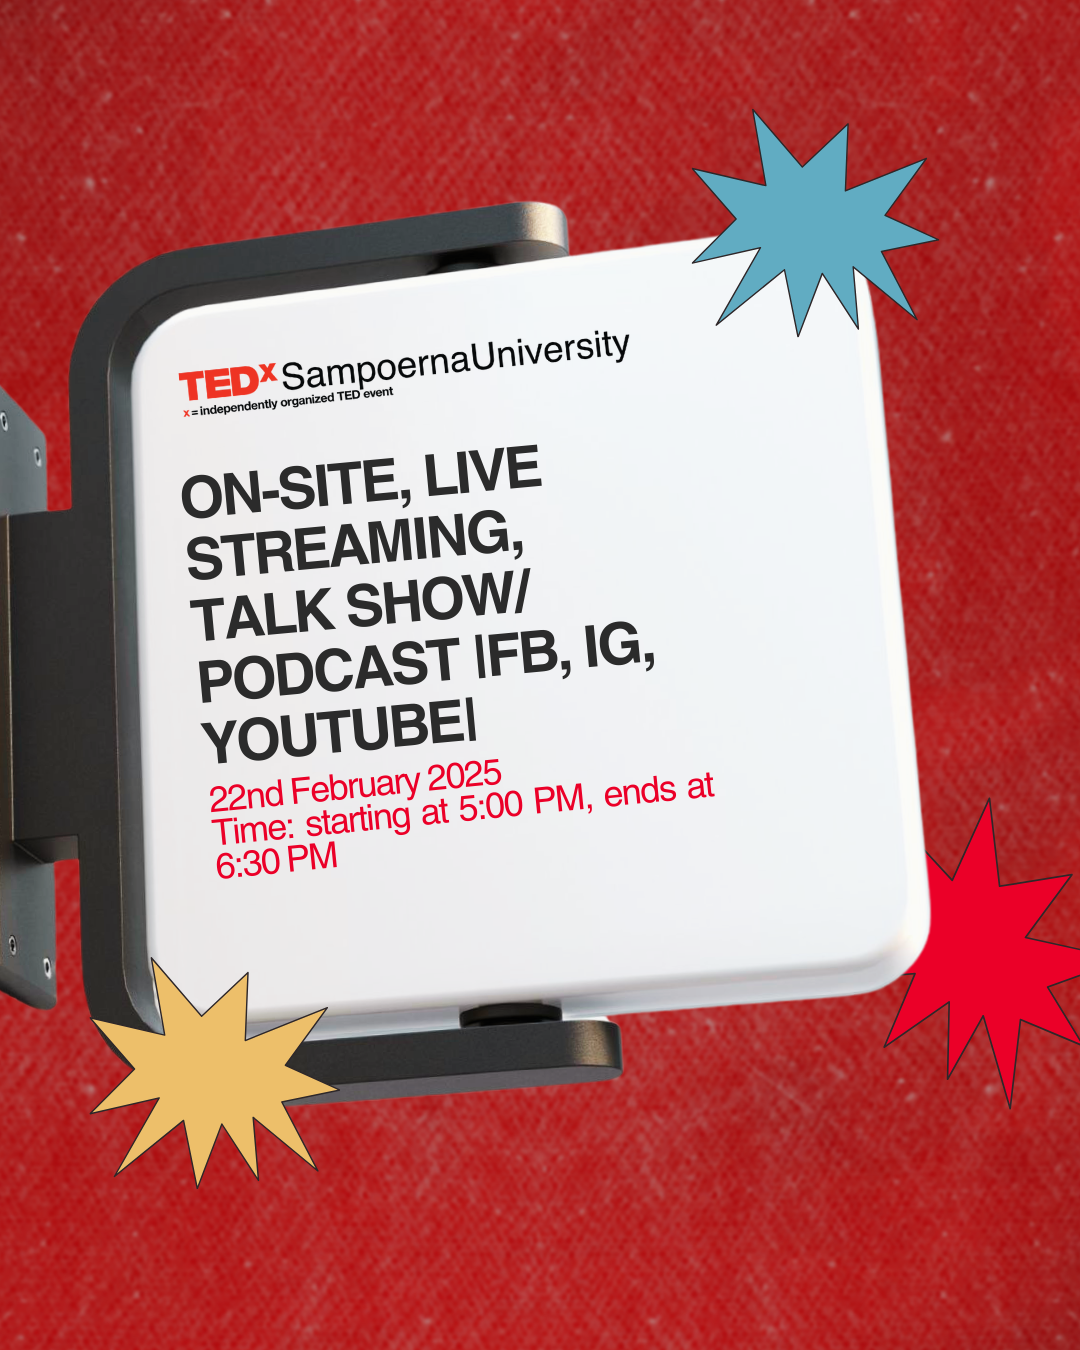 TEDx SampoernaUniversity
x = independently organized TED event
ON-SITE, LIVE
STREAMING,
TALK SHOW/
PODCAST |FB, IG,
YOUTUBE|
22nd February 2025
Time: starting at 5:00 PM, ends at
6:30 PM